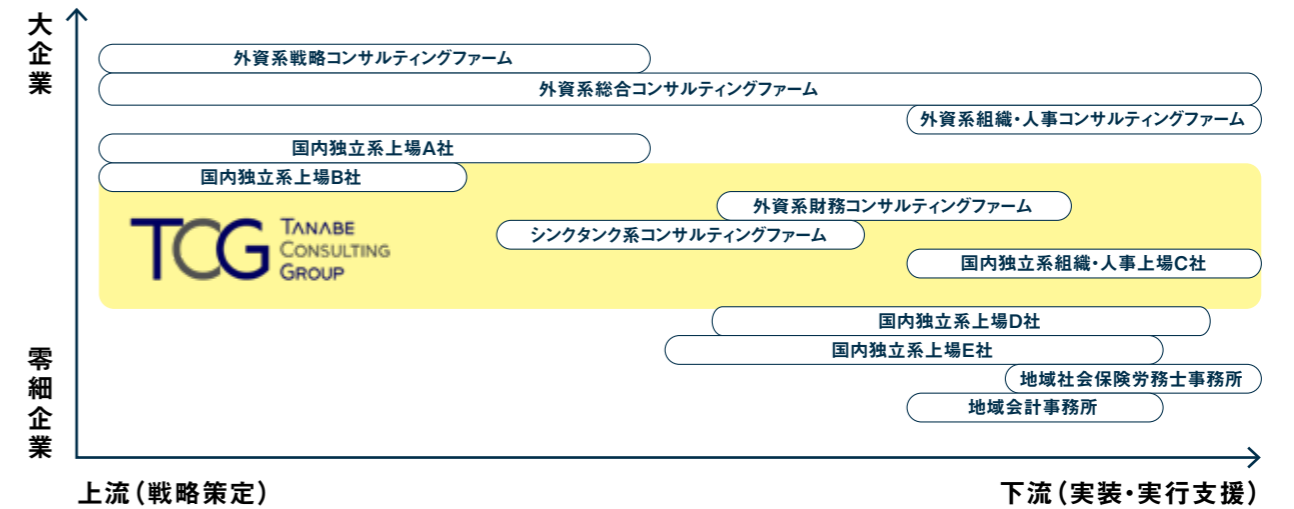 大企業
外資系戦略コンサルティングファーム
外資系総合コンサルティングファーム
外資系組織・人事コンサルティングファーム
国内独立系上場A社
国内独立系上場B社
外資系財務コンサルティングファーム
シンクタンク系コンサルティングファーム
国内独立系組織・人事上場C社
TCG
TANABE
CONSULTING
GROUP
国内独立系上場D社
国内独立系上場E社
地域社会保険労務士事務所
地域会計事務所
零細企業
上流（戦略策定）
下流（実装・実行支援）